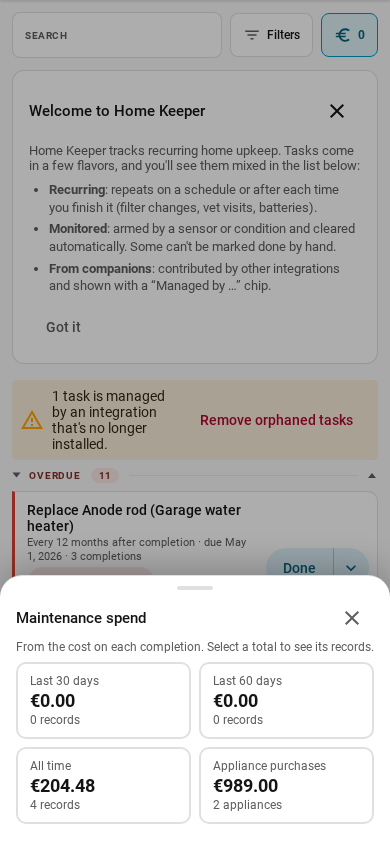 SEARCH
Filters
€ 0
Welcome to Home Keeper
Home Keeper tracks recurring home upkeep. Tasks come
in a few flavors, and you'll see them mixed in the list below:
• Recurring: repeats on a schedule or after each time
you finish it (filter changes, vet visits, batteries).
• Monitored: armed by a sensor or condition and cleared
automatically. Some can't be marked done by hand.
• From companions: contributed by other integrations
and shown with a “Managed by …” chip.
Got it
1 task is managed
by an integration
that's no longer
installed.
Remove orphaned tasks
OVERDUE 11
Replace Anode rod (Garage water
heater)
Every 12 months after completion · due May
1, 2026 · 3 completions
Done
Maintenance spend
From the cost on each completion. Select a total to see its records.
Last 30 days
€0.00
0 records
Last 60 days
€0.00
0 records
All time
€204.48
4 records
Appliance purchases
€989.00
2 appliances